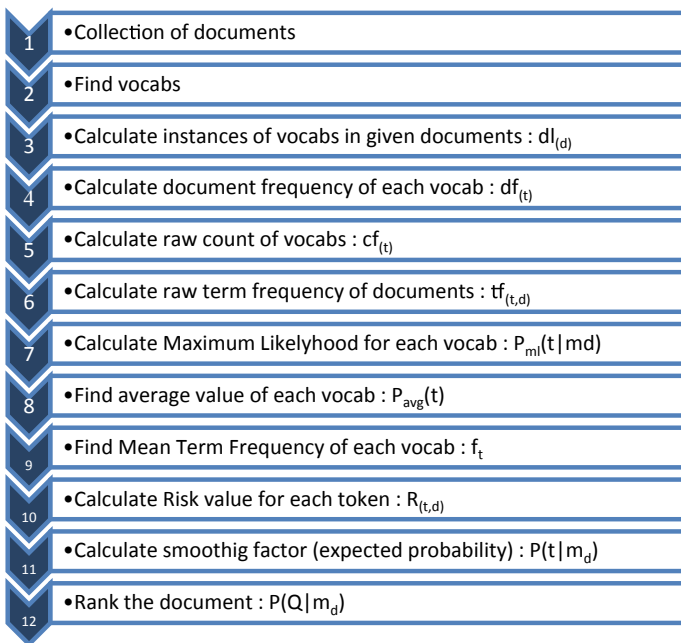 1 •Collection of documents
2 •Find vocabs
3 •Calculate instances of vocabs in given documents : dl(d)
4 •Calculate document frequency of each vocab : df(t)
5 •Calculate raw count of vocabs : cf(t)
6 •Calculate raw term frequency of documents : tf(t,d)
7 •Calculate Maximum Likelyhood for each vocab : Pml(t|md)
8 •Find average value of each vocab : Pavg(t)
9 •Find Mean Term Frequency of each vocab : ft
10 •Calculate Risk value for each token : R(t,d)
11 •Calculate smoothig factor (expected probability) : P(t|md)
12 •Rank the document : P(Q|md)